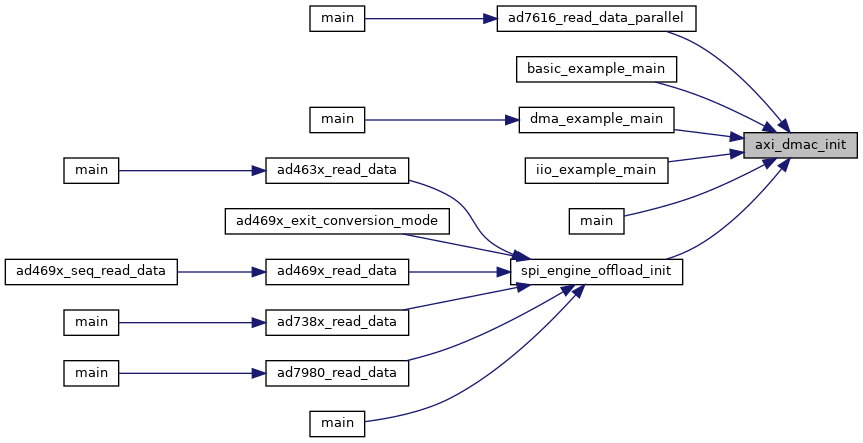 main
ad7616_read_data_parallel
basic_example_main
main
dma_example_main
axi_dmac_init
main
ad463x_read_data
iio_example_main
ad469x_exit_conversion_mode
main
ad469x_seq_read_data
ad469x_read_data
spi_engine_offload_init
main
ad738x_read_data
main
ad7980_read_data
main